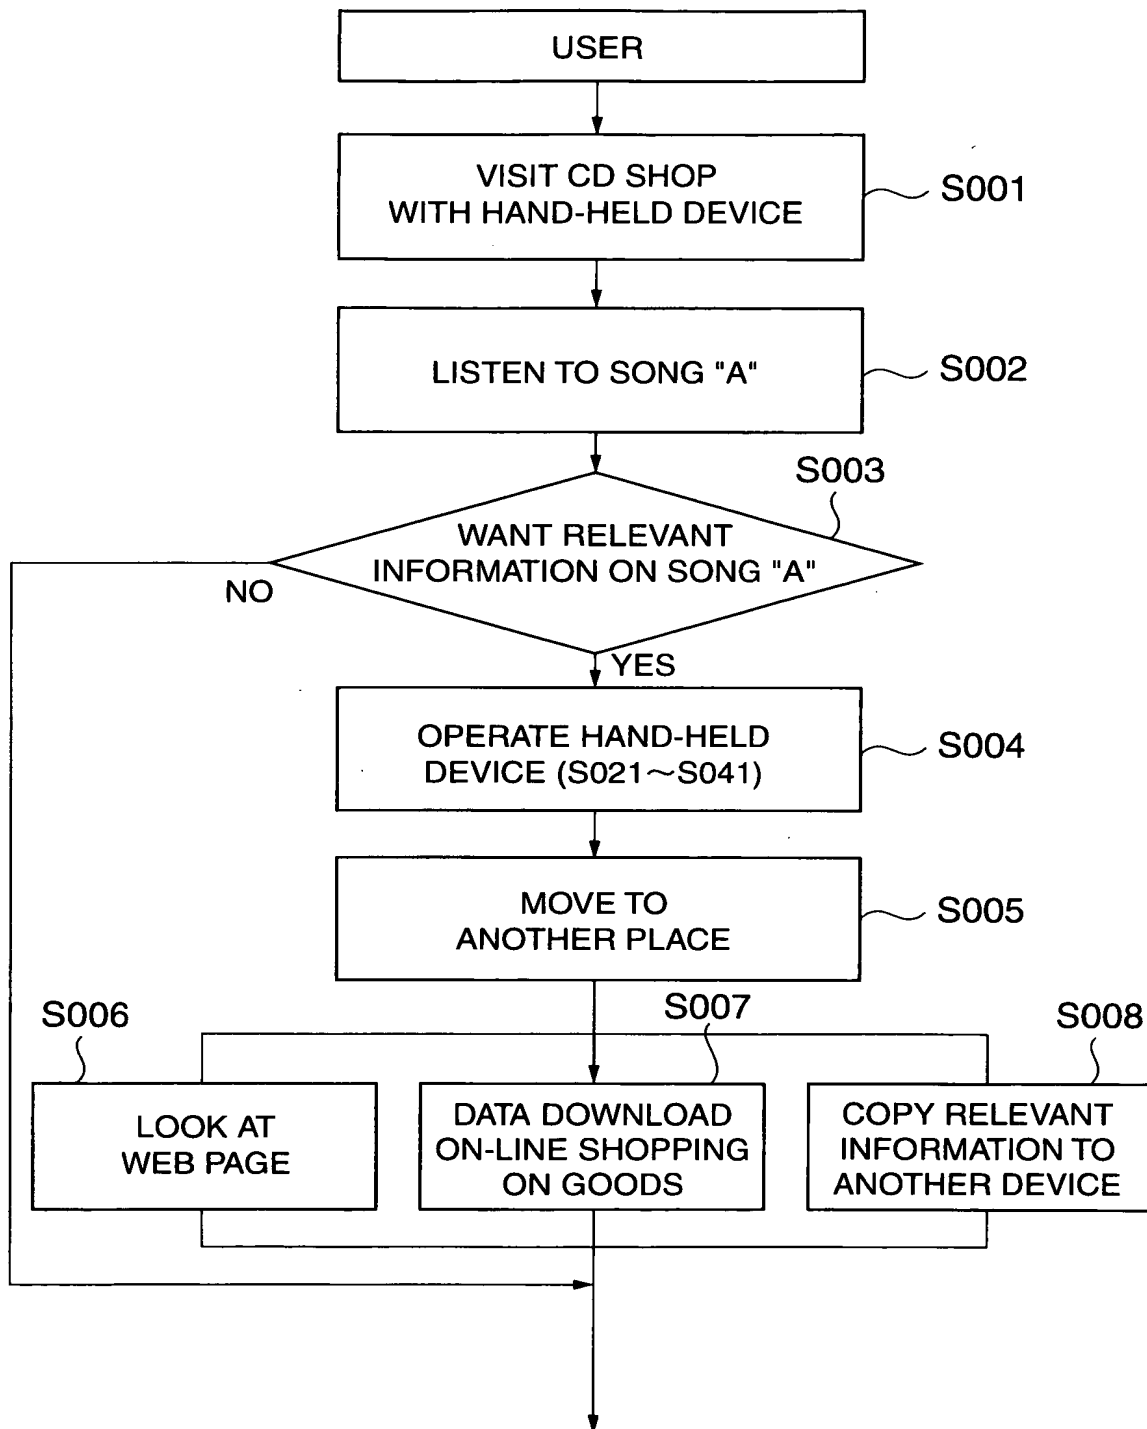 USER
VISIT CD SHOP
WITH HAND-HELD DEVICE
S001
LISTEN TO SONG "A"
S002
S003
WANT RELEVANT
INFORMATION ON SONG "A"
NO
YES
OPERATE HAND-HELD
DEVICE (S021～S041)
S004
MOVE TO
ANOTHER PLACE
S005
S006
LOOK AT
WEB PAGE
S007
DATA DOWNLOAD
ON-LINE SHOPPING
ON GOODS
S008
COPY RELEVANT
INFORMATION TO
ANOTHER DEVICE